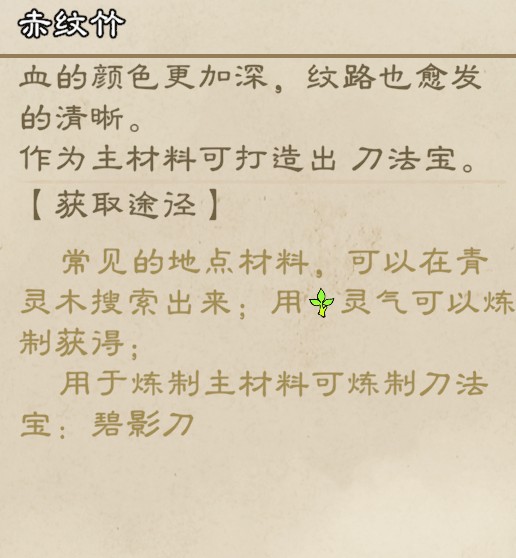 赤纹竹
血的颜色更加深，纹路也愈发
的清晰。
作为主材料可打造出 刀法宝。
【获取途径】
常见的地点材料，可以在青
灵木搜索出来；用灵气可以炼
制获得；
用于炼制主材料可炼制刀法
宝：碧影刀